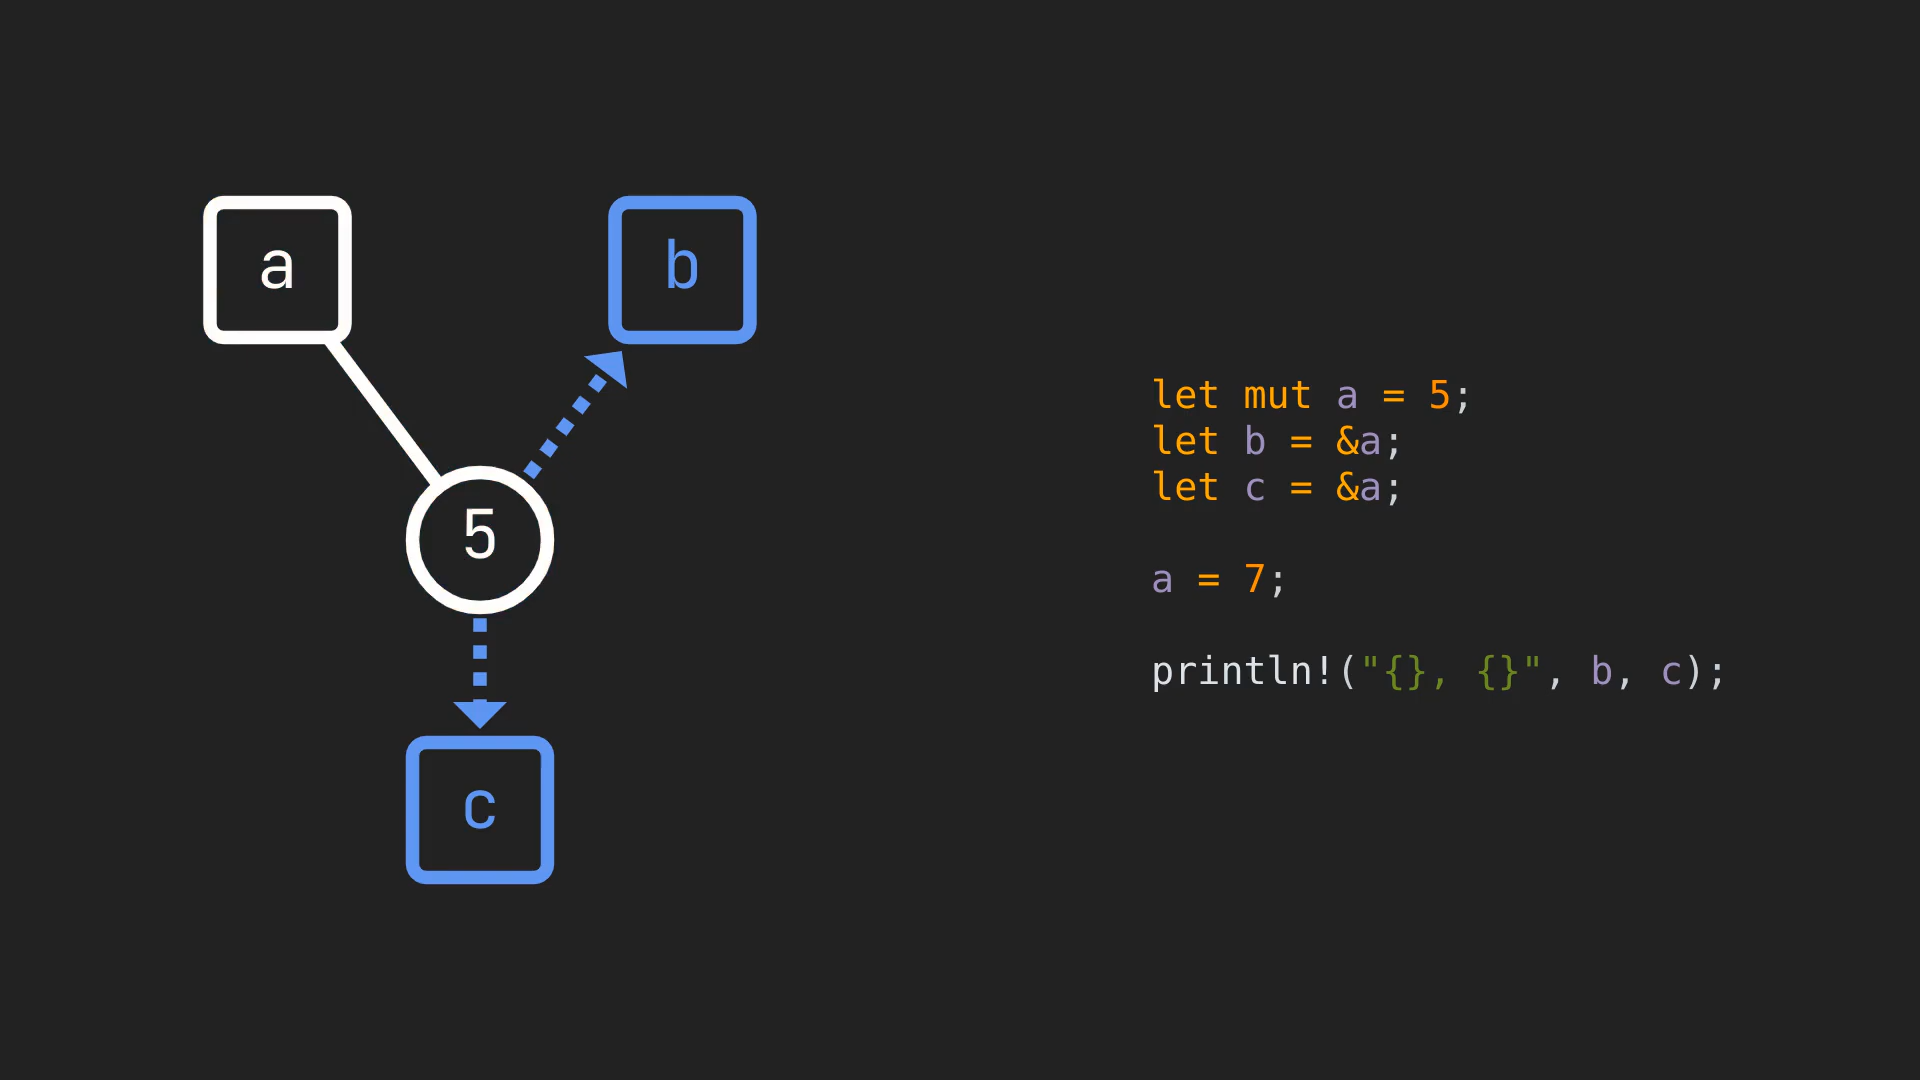 a
b
5
c
let mut a = 5;
let b = &a;
let c = &a;
a = 7;
println!("{}, {}", b, c);